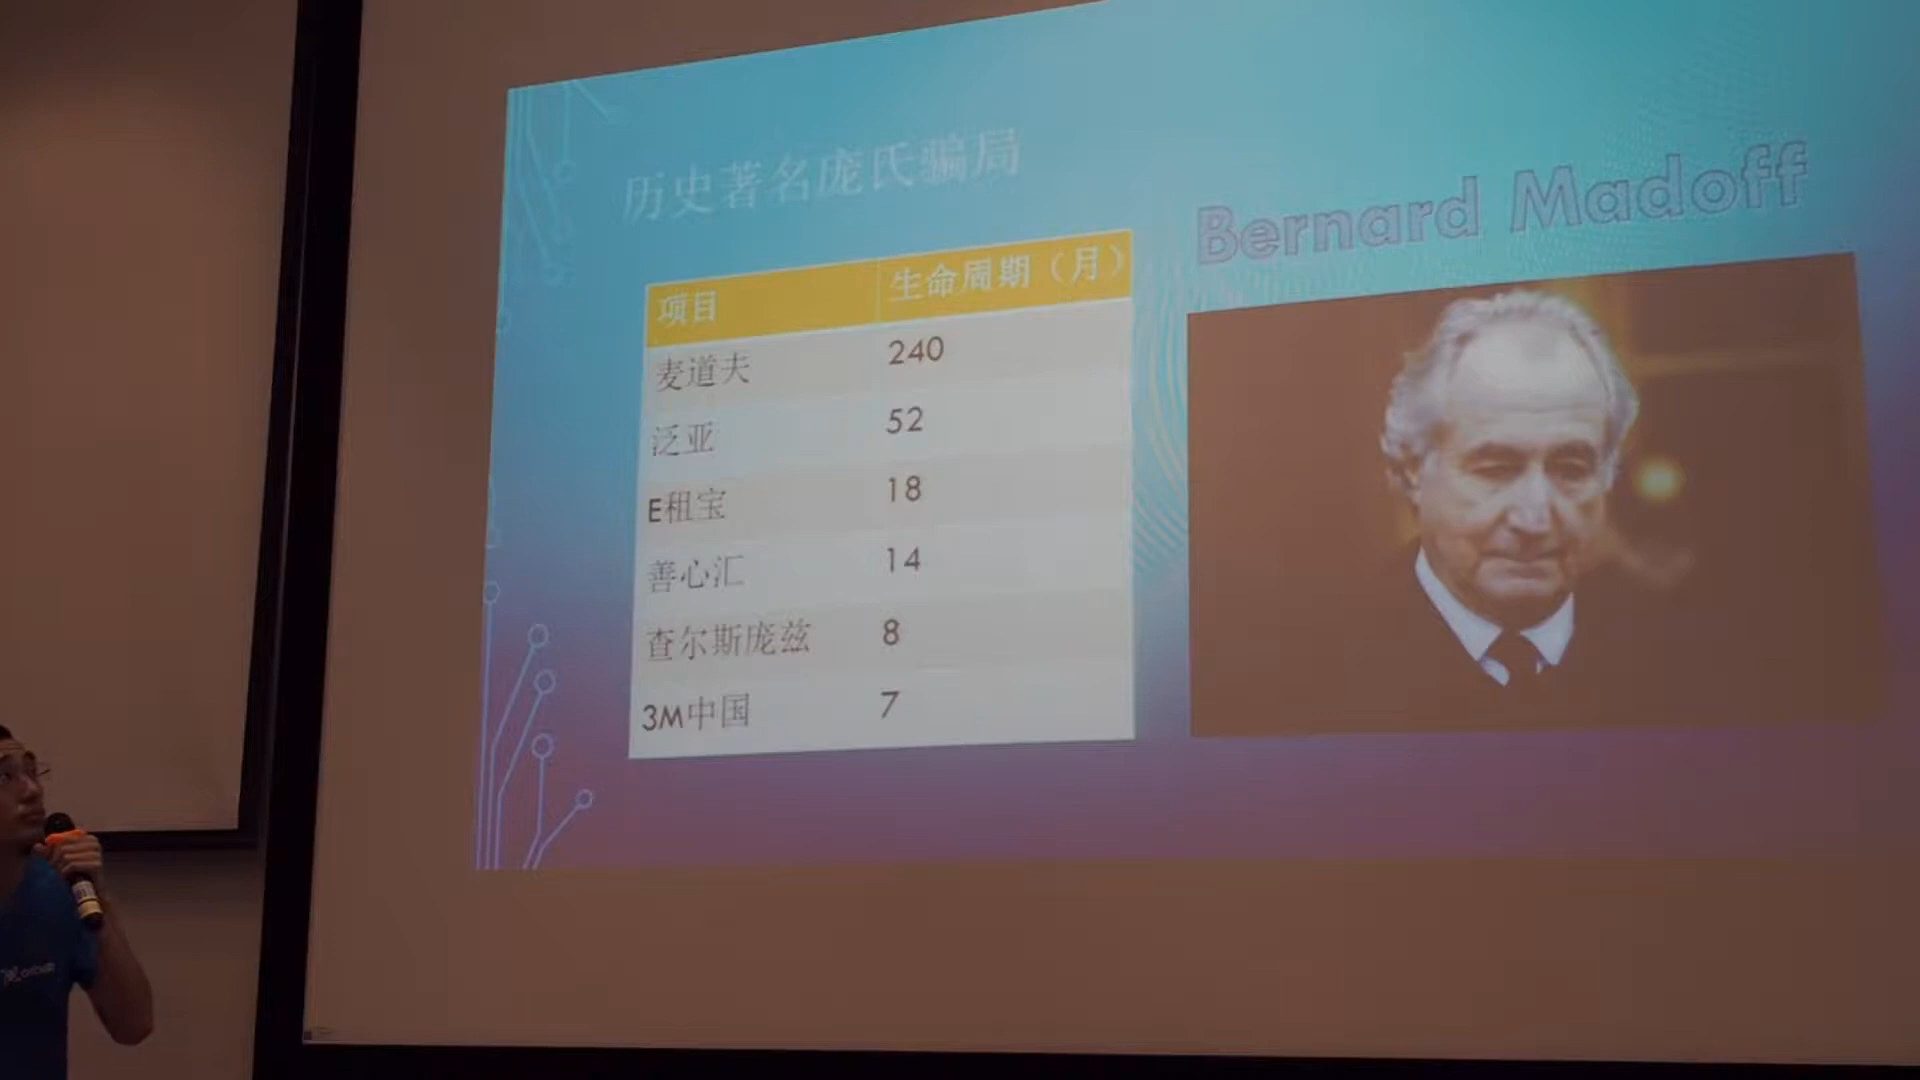 历史著名庞氏骗局
Bernard Madoff
项目 生命周期（月）
麦道夫 240
泛亚 52
E租宝 18
善心汇 14
查尔斯庞兹 8
3M中国 7